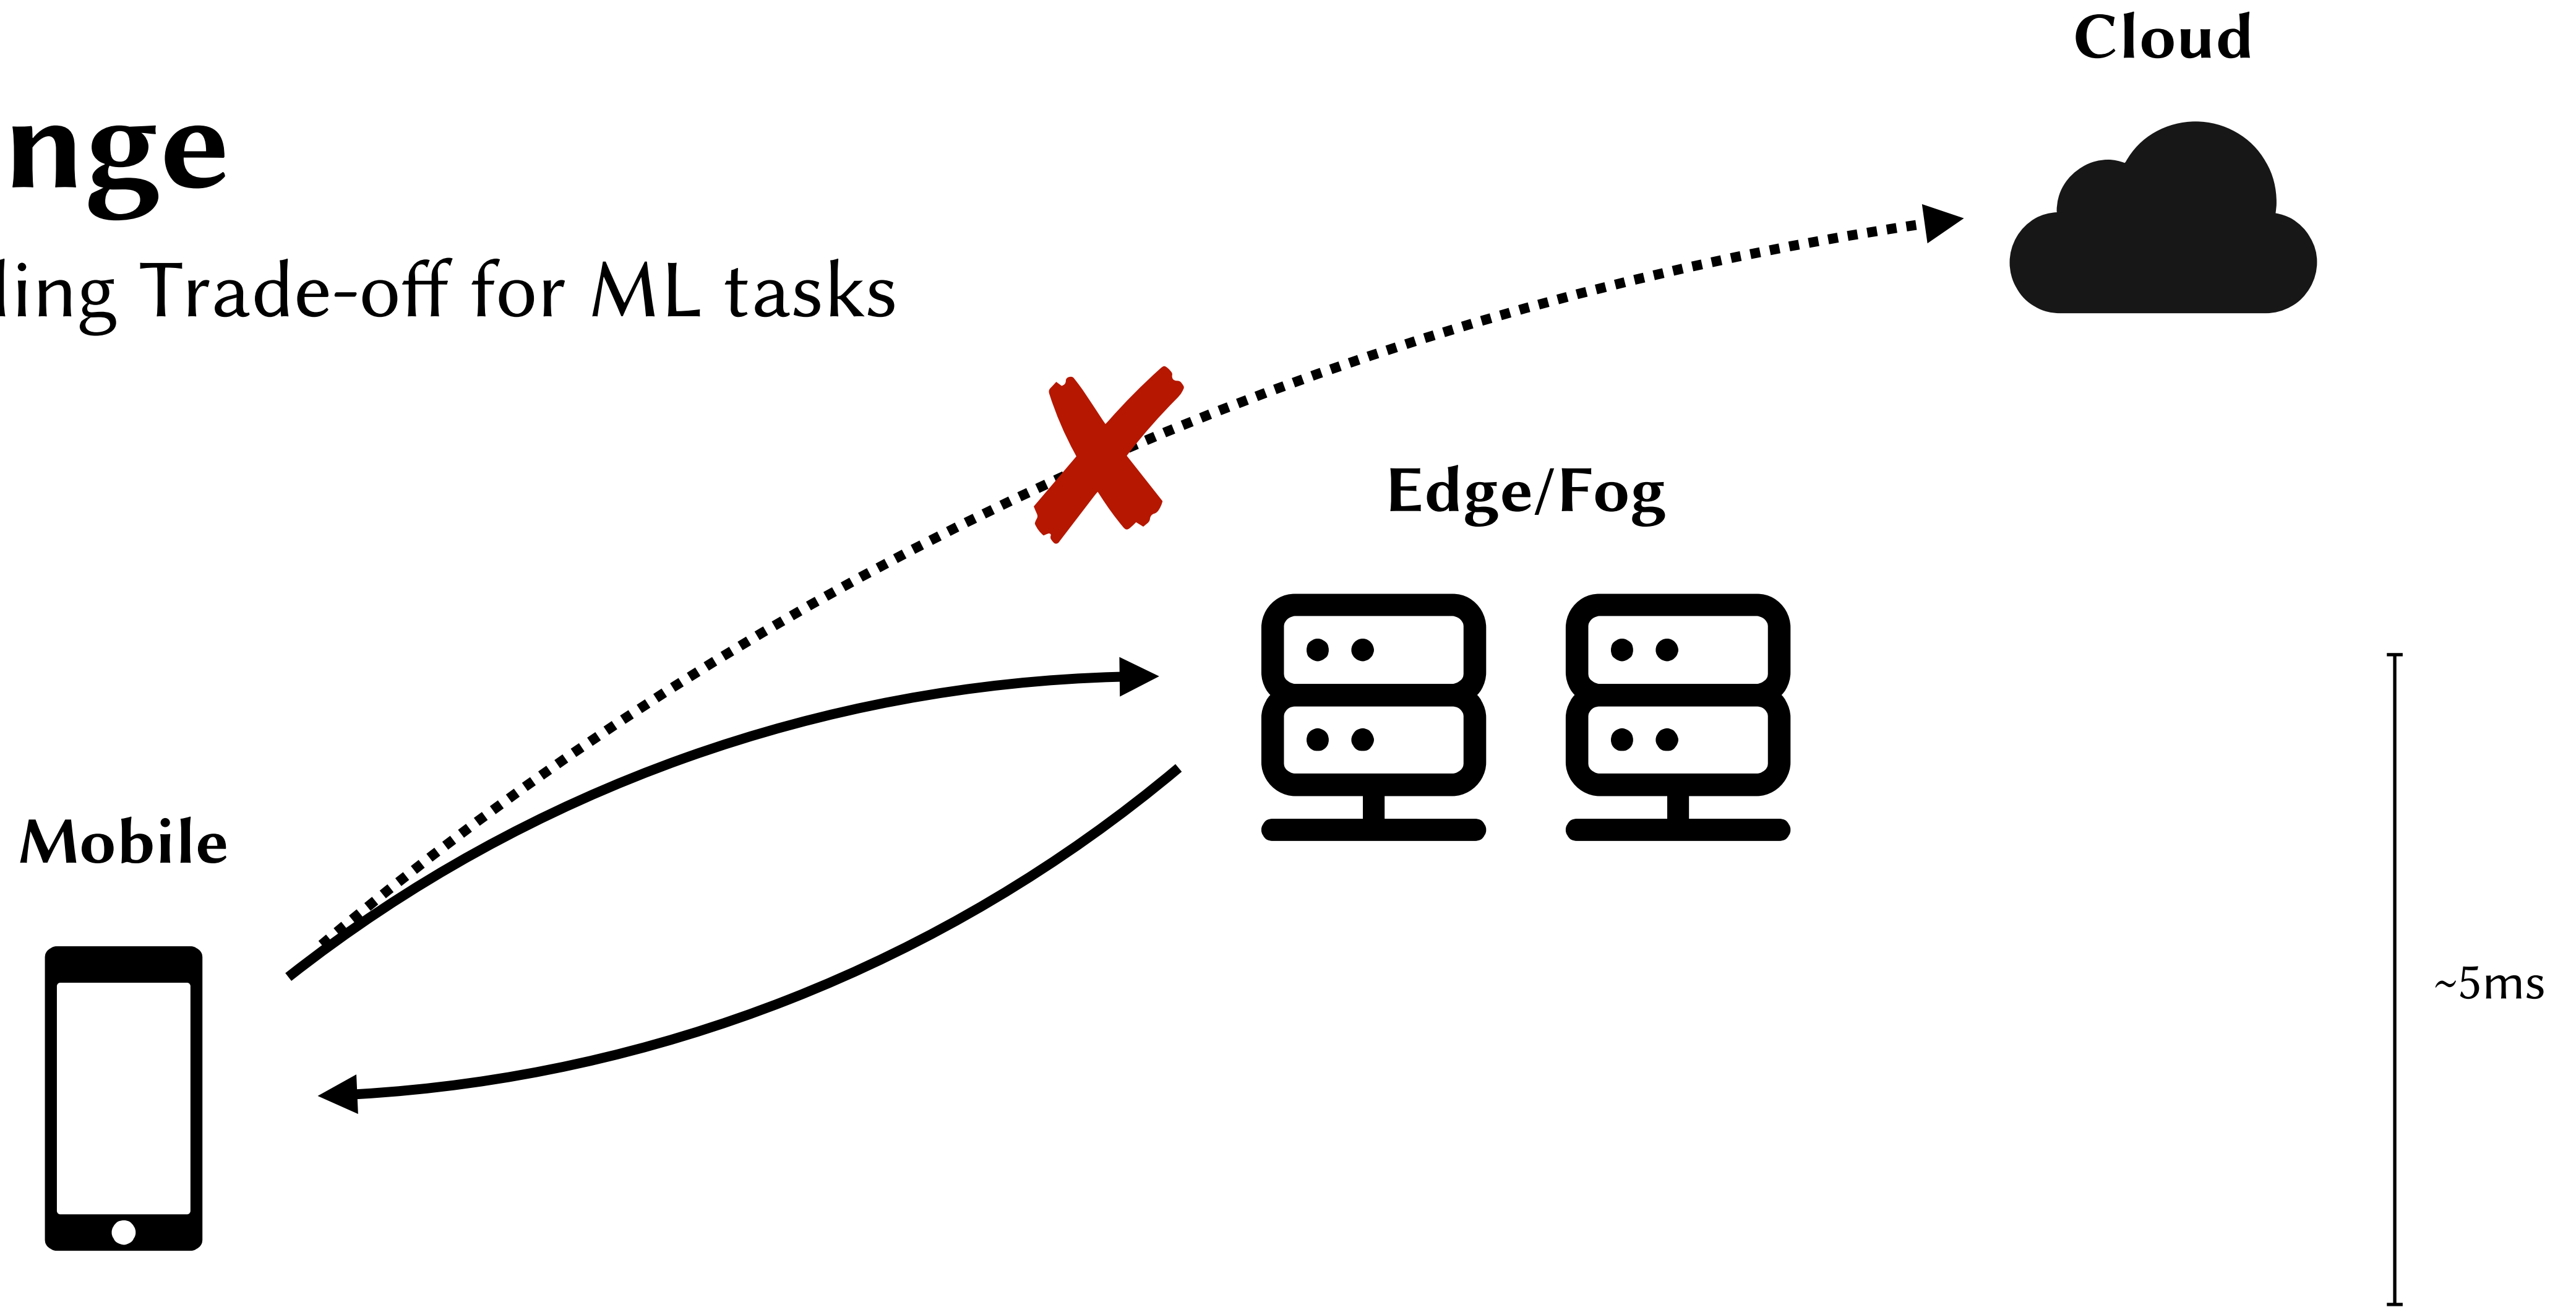 Cloud
nge
ling Trade-off for ML tasks
Edge/Fog
Mobile
~5ms